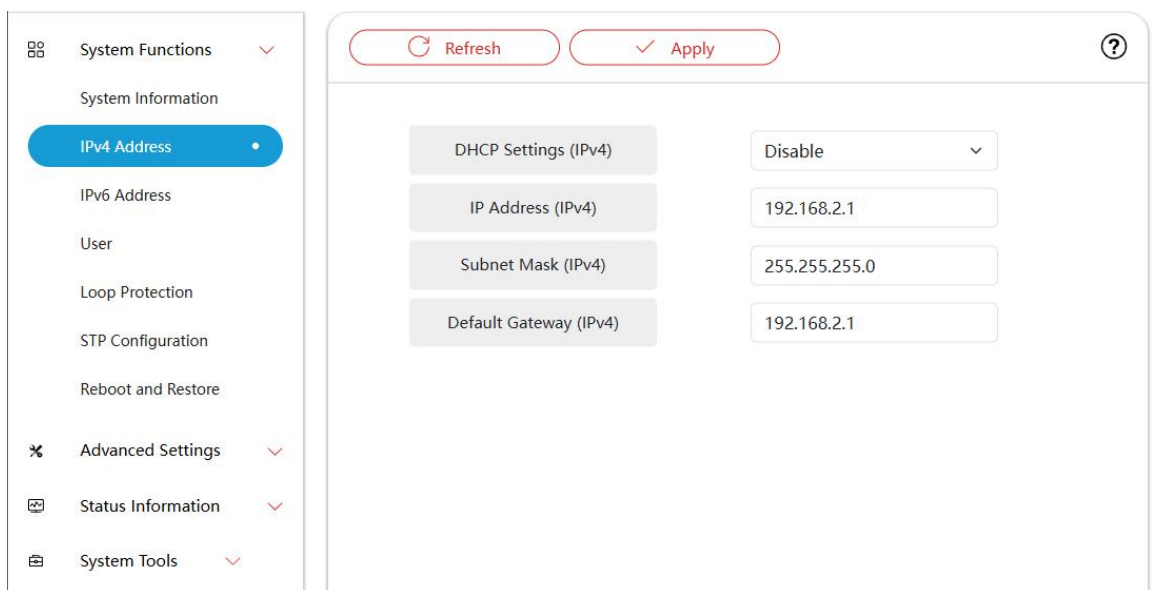 System Functions
System Information
IPv4 Address
IPv6 Address
User
Loop Protection
STP Configuration
Reboot and Restore
Advanced Settings
Status Information
System Tools
Refresh
Apply
?
DHCP Settings (IPv4) Disable
IP Address (IPv4) 192.168.2.1
Subnet Mask (IPv4) 255.255.255.0
Default Gateway (IPv4) 192.168.2.1